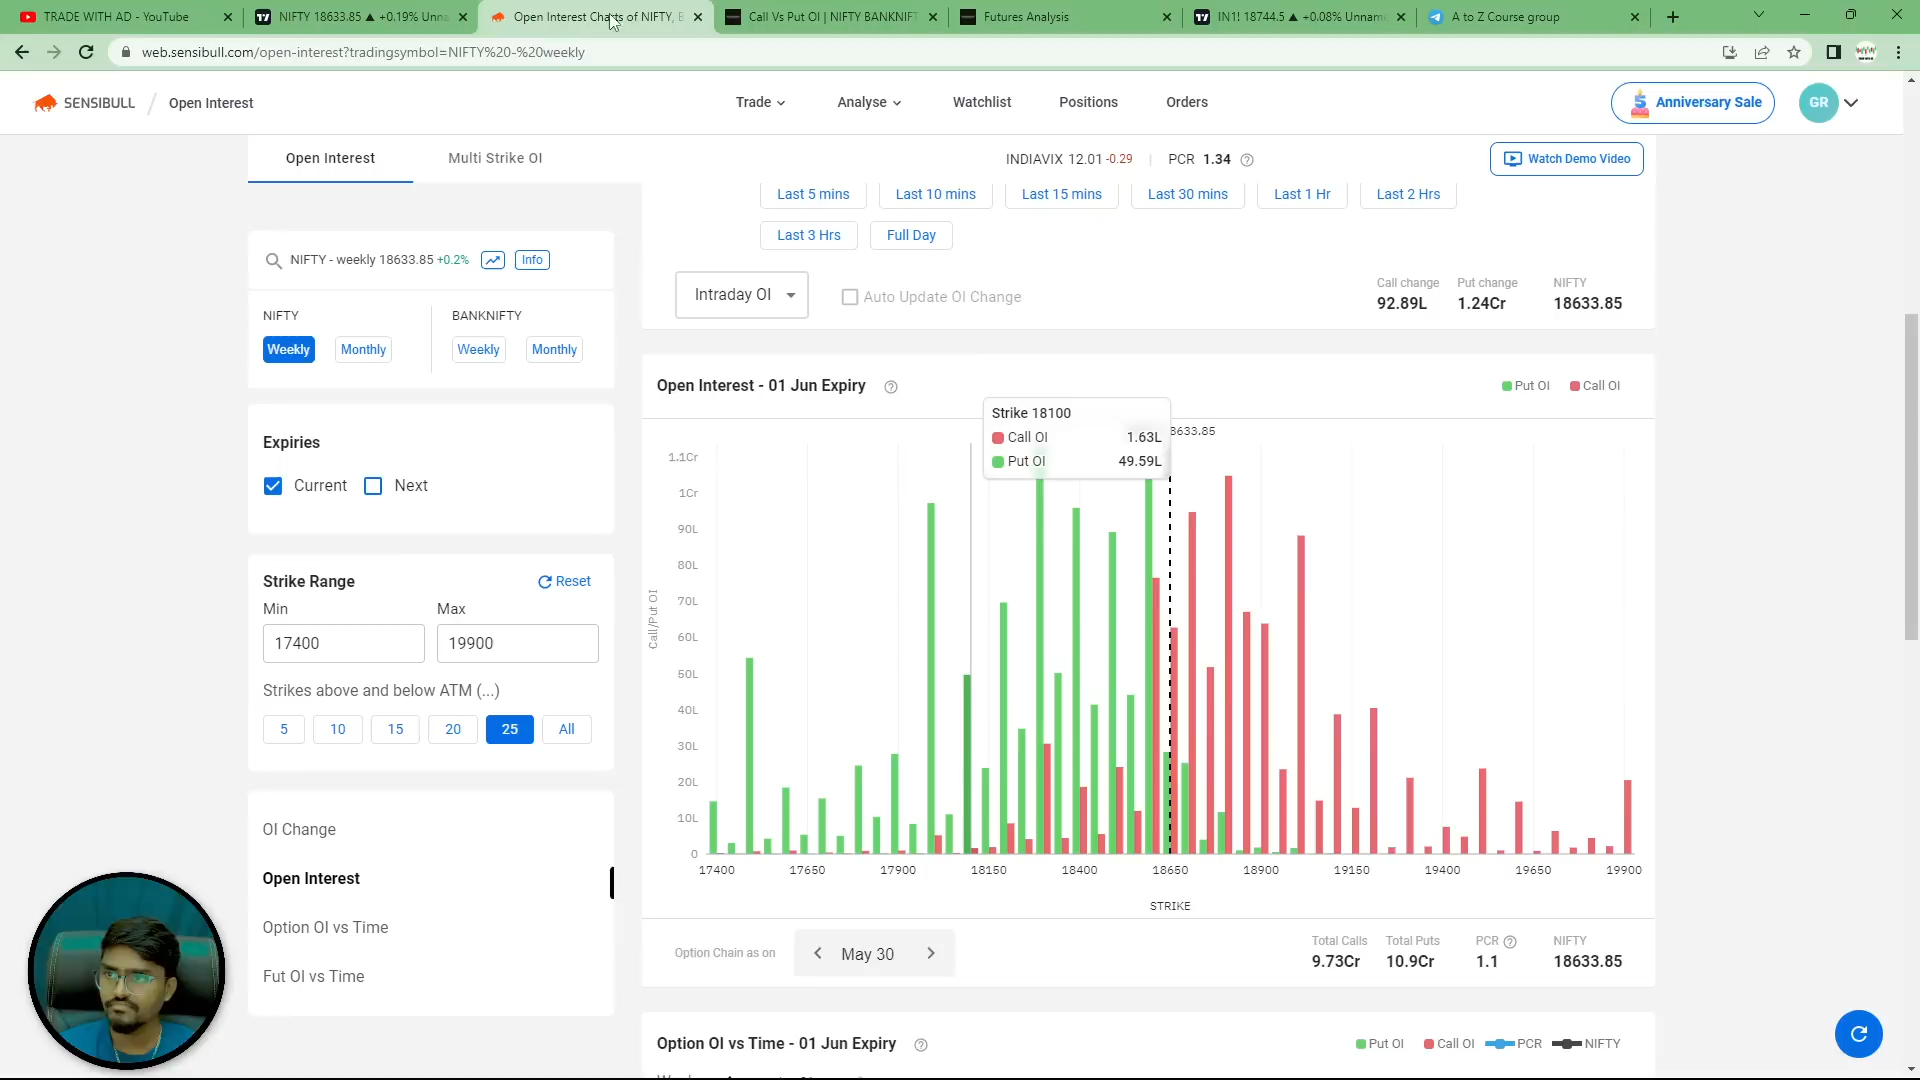 TRADE WITH AD - YouTube
NIFTY 18633.85 ▲ +0.19% Unna
Open Interest Charts of NIFTY, B
Call Vs Put OI | NIFTY BANKNIFT
Futures Analysis
IN1! 18744.5 ▲ +0.08% Unnam
A to Z Course group
web.sensibull.com/open-interest?tradingsymbol=NIFTY%20-%20weekly
SENSIBULL / Open Interest
Trade
Analyse
Watchlist
Positions
Orders
Anniversary Sale
GR
Open Interest
Multi Strike OI
INDIAVIX 12.01 -0.29 | PCR 1.34
Watch Demo Video
Last 5 mins
Last 10 mins
Last 15 mins
Last 30 mins
Last 1 Hr
Last 2 Hrs
Last 3 Hrs
Full Day
NIFTY - weekly 18633.85 +0.2%
Info
NIFTY
BANKNIFTY
Weekly
Monthly
Weekly
Monthly
Intraday OI
Auto Update OI Change
Call change
Put change
NIFTY
92.89L
1.24Cr
18633.85
Expiries
Current
Next
Strike Range
Reset
Min
Max
17400
19900
Strikes above and below ATM (...)
5
10
15
20
25
All
OI Change
Open Interest
Option OI vs Time
Fut OI vs Time
Open Interest - 01 Jun Expiry
Put OI
Call OI
Strike 18100
Call OI 1.63L
Put OI 49.59L
8633.85
1.1Cr
1Cr
90L
80L
70L
60L
50L
40L
30L
20L
10L
0
Call/Put OI
17400
17650
17900
18150
18400
18650
18900
19150
19400
19650
19900
STRIKE
Option Chain as on
May 30
Total Calls
Total Puts
PCR
NIFTY
9.73Cr
10.9Cr
1.1
18633.85
Option OI vs Time - 01 Jun Expiry
Put OI
Call OI
PCR
NIFTY